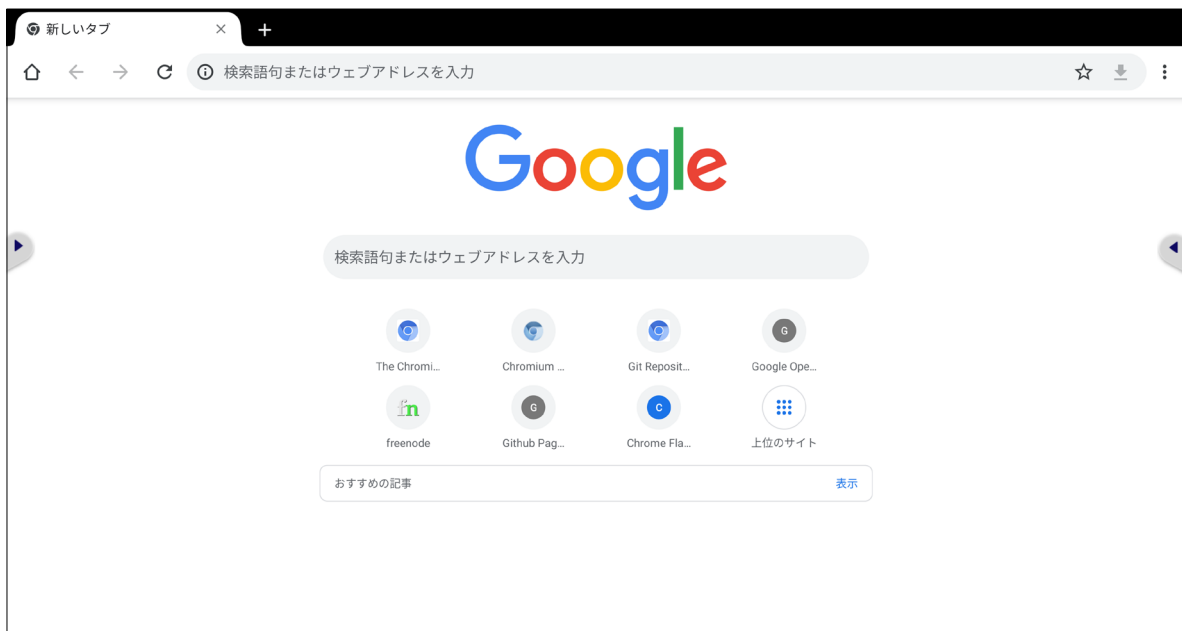 新しいタブ
検索語句またはウェブアドレスを入力
Google
検索語句またはウェブアドレスを入力
G
The Chromi...
Chromium ...
Git Reposit...
Google Ope...
fn
G
C
freenode
Github Pag...
Chrome Fla...
上位のサイト
おすすめの記事
表示